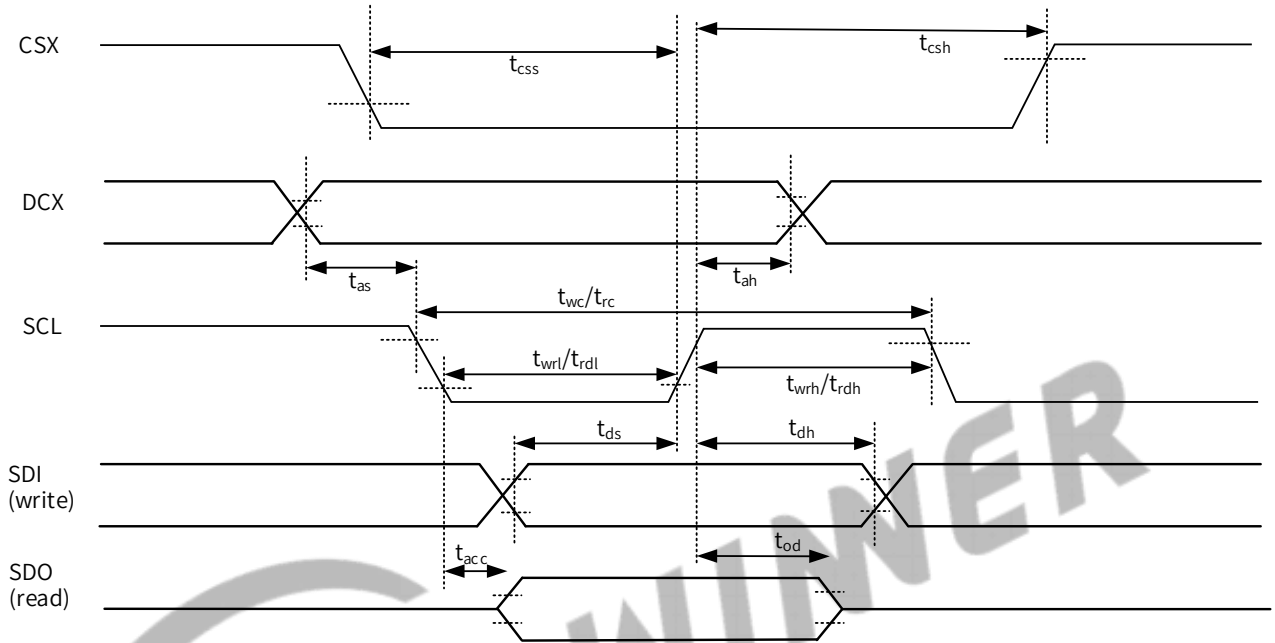 CSX
t_css
t_csh
DCX
t_as
t_ah
t_wc/t_rc
SCL
t_wrl/t_rdl
t_wrh/t_rdh
t_ds
t_dh
SDI
(write)
t_acc
t_od
SDO
(read)
WINNER